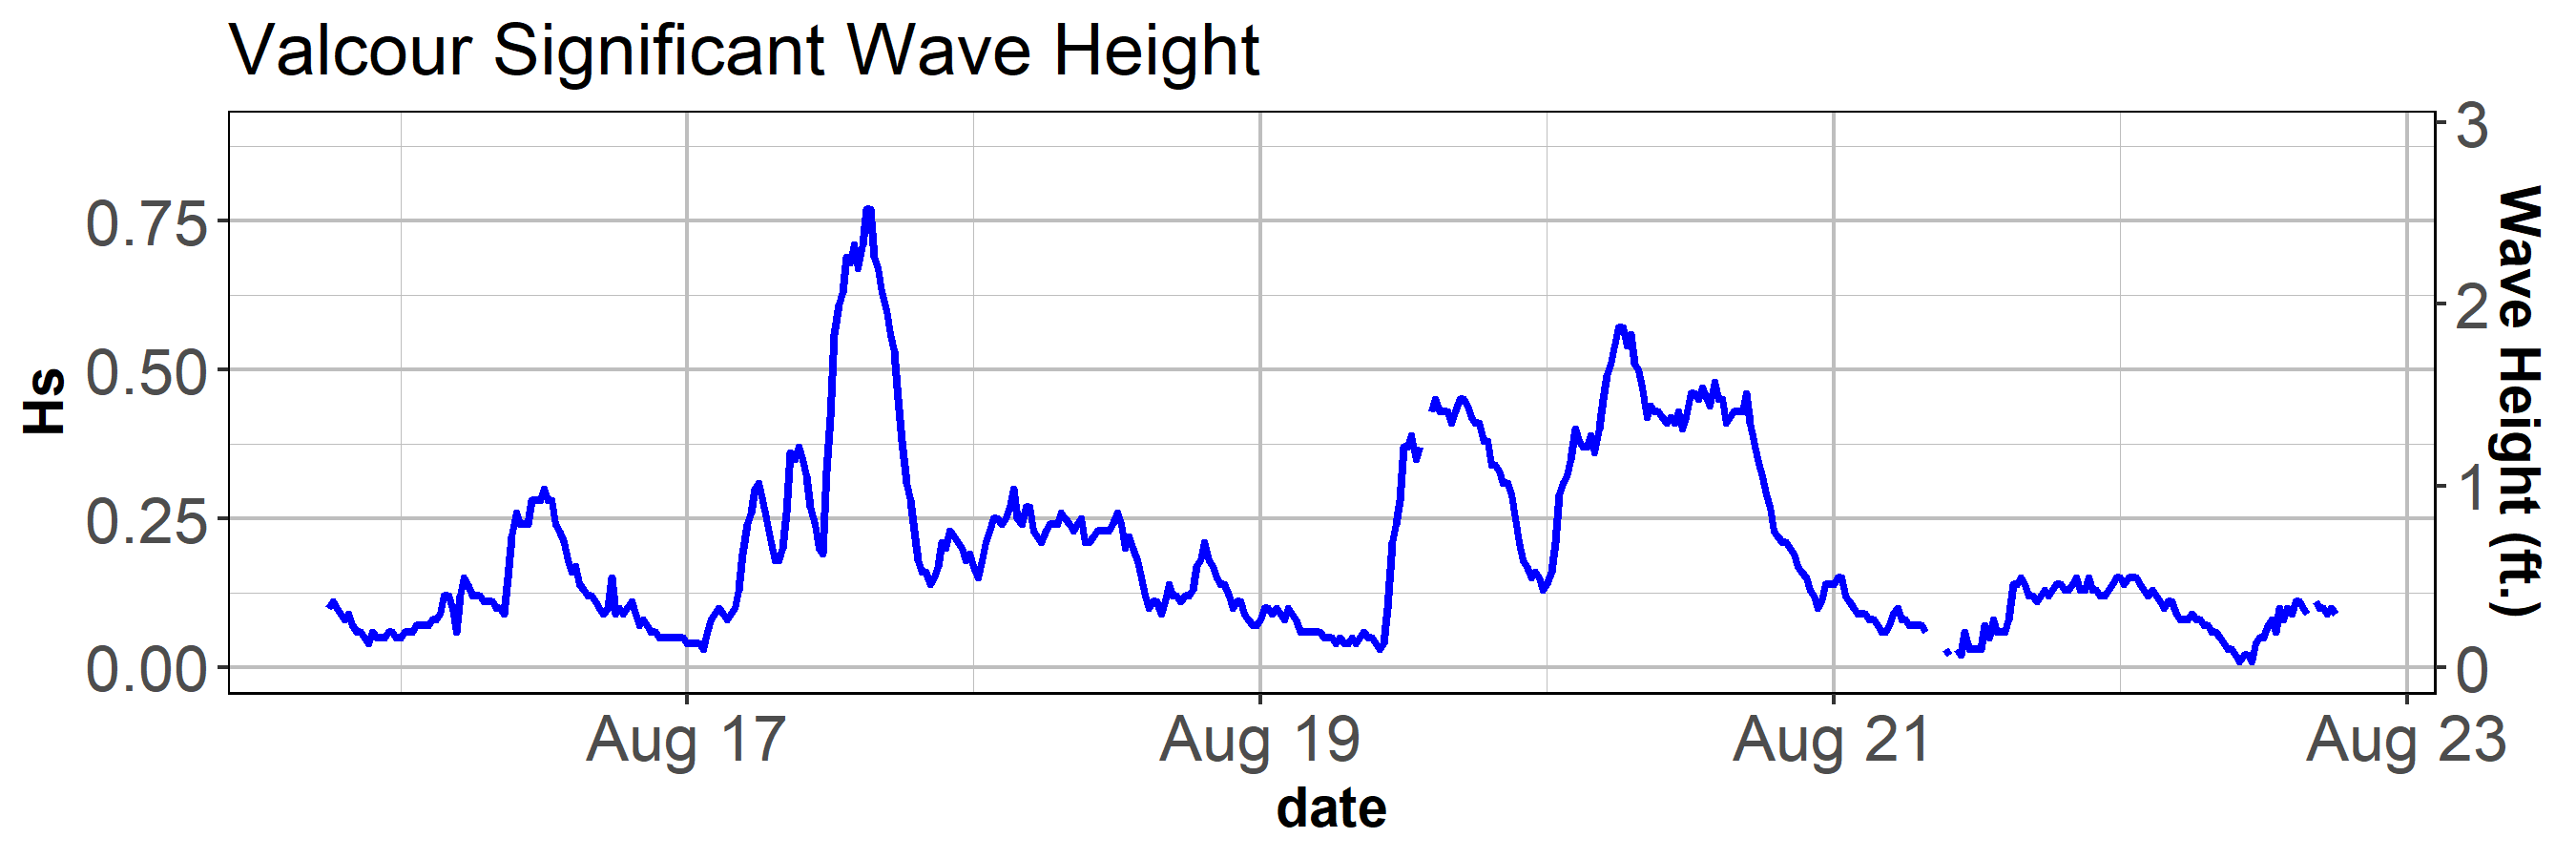 Valcour Significant Wave Height
Hs
0.75
0.50
0.25
0.00
3
2
1
0
Wave Height (ft.)
Aug 17
Aug 19
Aug 21
Aug 23
date